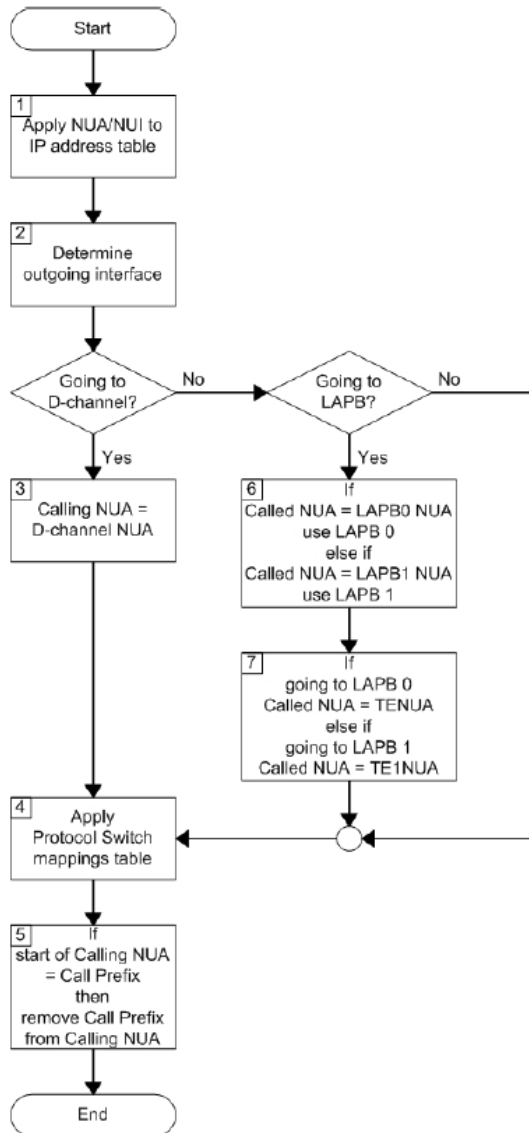 Start
1
Apply NUA/NUI to
IP address table
2
Determine
outgoing interface
Going to
D-channel?
No
Yes
Going to
LAPB?
No
Yes
3
Calling NUA =
D-channel NUA
6
If
Called NUA = LAPB0 NUA
use LAPB 0
else if
Called NUA = LAPB1 NUA
use LAPB 1
7
If
going to LAPB 0
Called NUA = TENUA
else if
going to LAPB 1
Called NUA = TE1NUA
4
Apply
Protocol Switch
mappings table
5
If
start of Calling NUA
= Call Prefix
then
remove Call Prefix
from Calling NUA
End